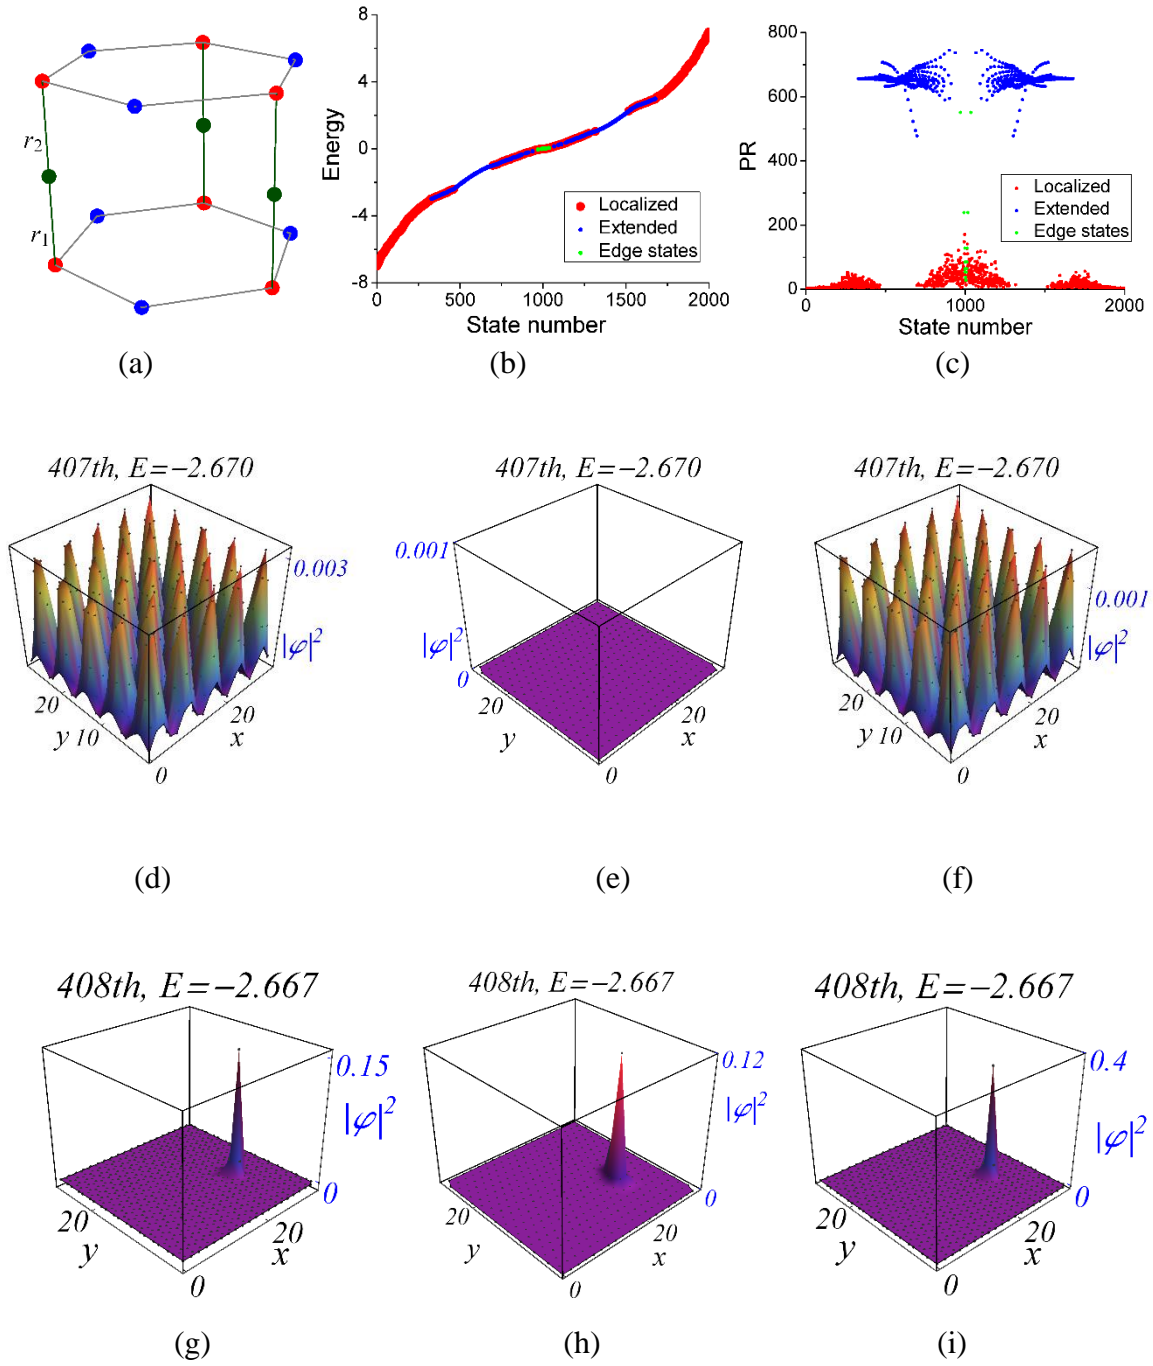 r2
r1
(a)
Energy
8
4
0
-4
-8
0 500 1000 1500 2000
State number
Localized
Extended
Edge states
(b)
PR
800
600
400
200
0
0 1000 2000
State number
Localized
Extended
Edge states
(c)
407th, E=−2.670
0.003
|φ|²
20
y 10
0
20
x
(d)
407th, E=−2.670
0.001
|φ|²
0
20
y
0
20
x
(e)
407th, E=−2.670
0.001
|φ|²
20
y 10
0
20
x
(f)
408th, E=−2.667
0.15
|φ|²
0
20
y
0
20
x
(g)
408th, E=−2.667
0.12
|φ|²
0
20
y
0
20
x
(h)
408th, E=−2.667
0.4
|φ|²
0
20
y
0
20
x
(i)